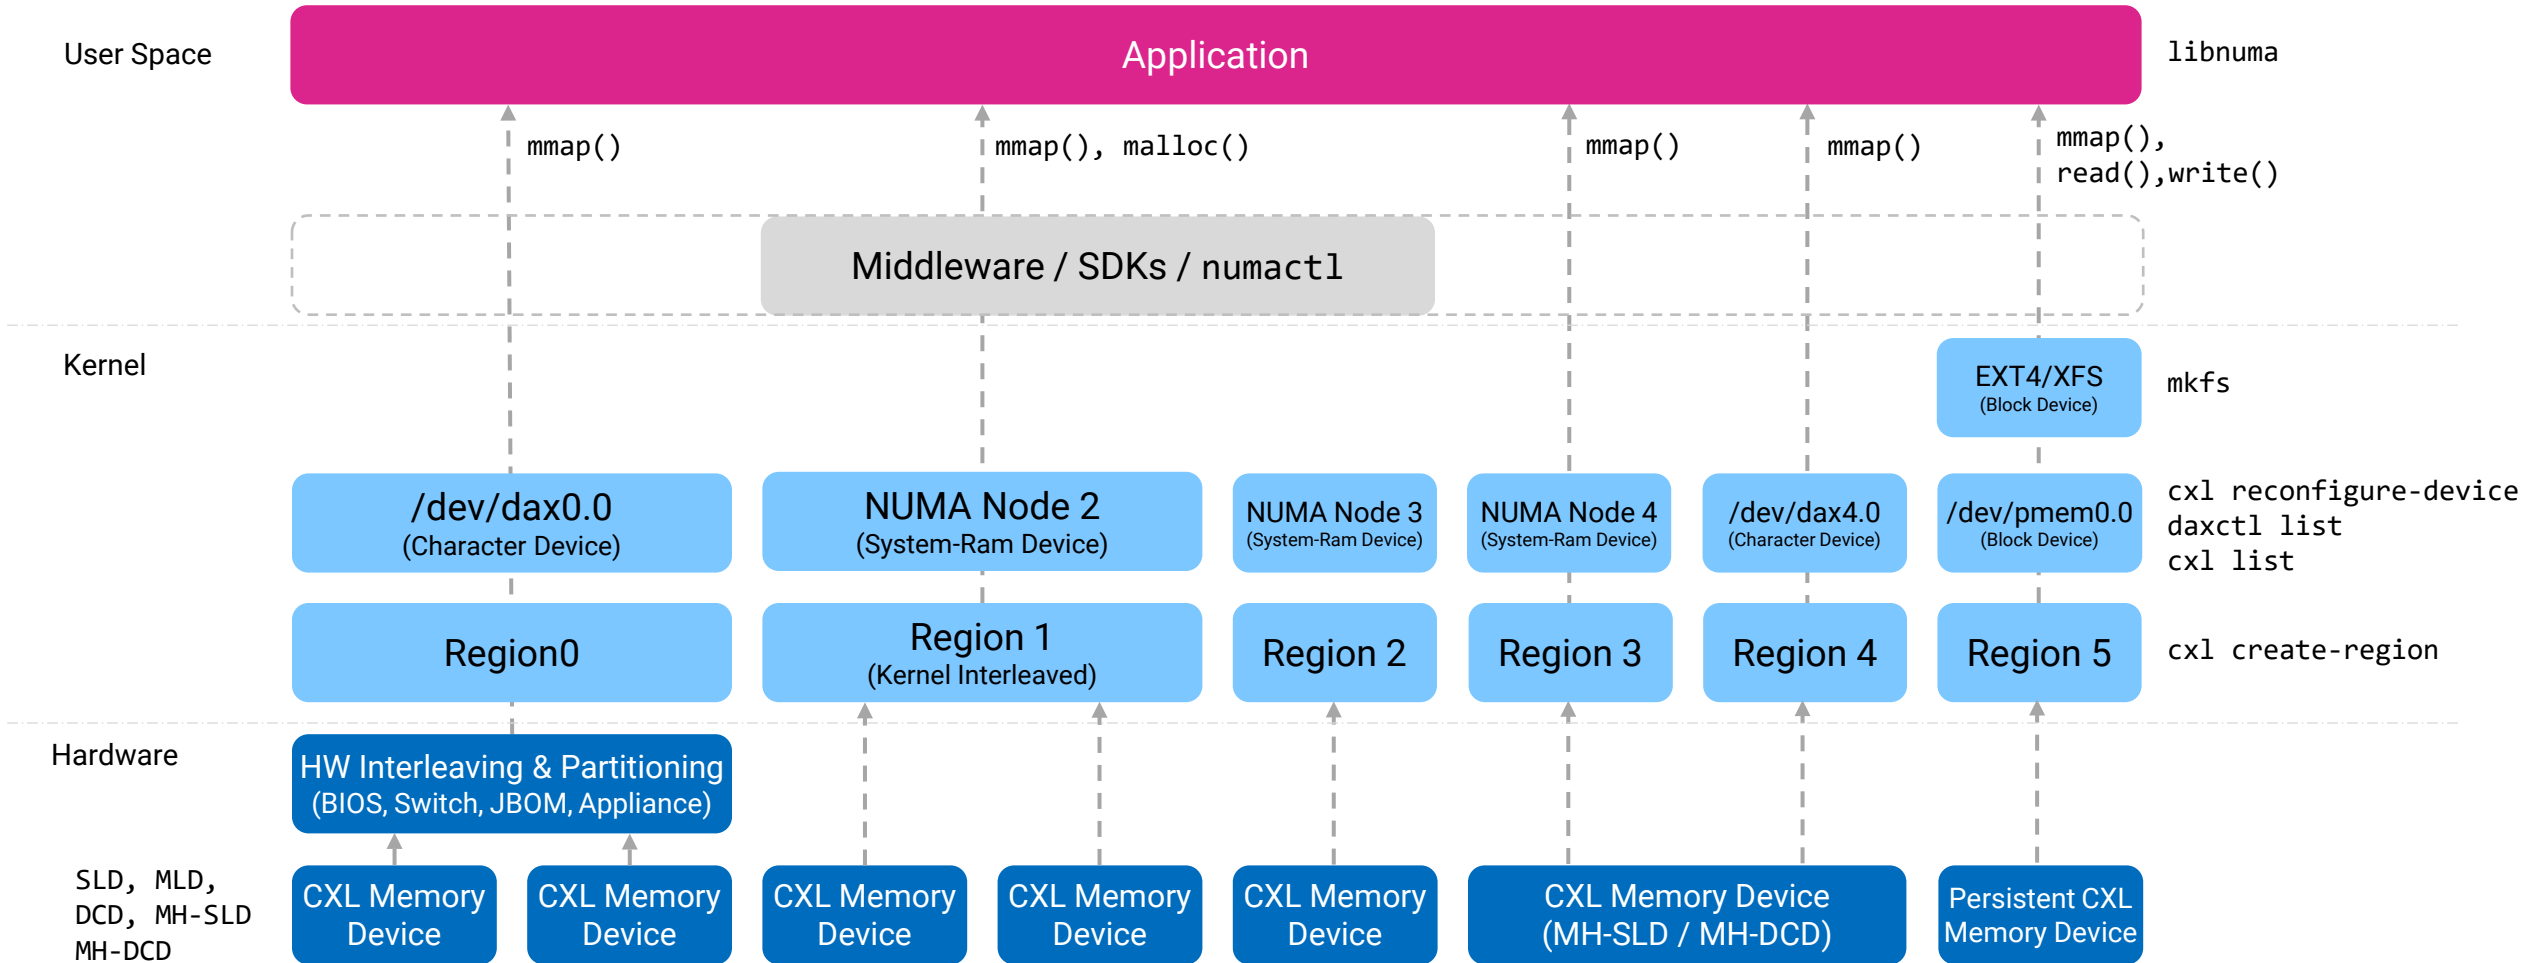 User Space
Application
libnuma
mmap()
mmap(), malloc()
mmap()
mmap()
mmap(),
read(),write()
Middleware / SDKs / numactl
Kernel
EXT4/XFS
(Block Device)
mkfs
/dev/dax0.0
(Character Device)
NUMA Node 2
(System-Ram Device)
NUMA Node 3
(System-Ram Device)
NUMA Node 4
(System-Ram Device)
/dev/dax4.0
(Character Device)
/dev/pmem0.0
(Block Device)
cxl reconfigure-device
daxctl list
cxl list
Region0
Region 1
(Kernel Interleaved)
Region 2
Region 3
Region 4
Region 5
cxl create-region
Hardware
HW Interleaving & Partitioning
(BIOS, Switch, JBOM, Appliance)
SLD, MLD,
DCD, MH-SLD
MH-DCD
CXL Memory
Device
CXL Memory
Device
CXL Memory
Device
CXL Memory
Device
CXL Memory
Device
CXL Memory Device
(MH-SLD / MH-DCD)
Persistent CXL
Memory Device